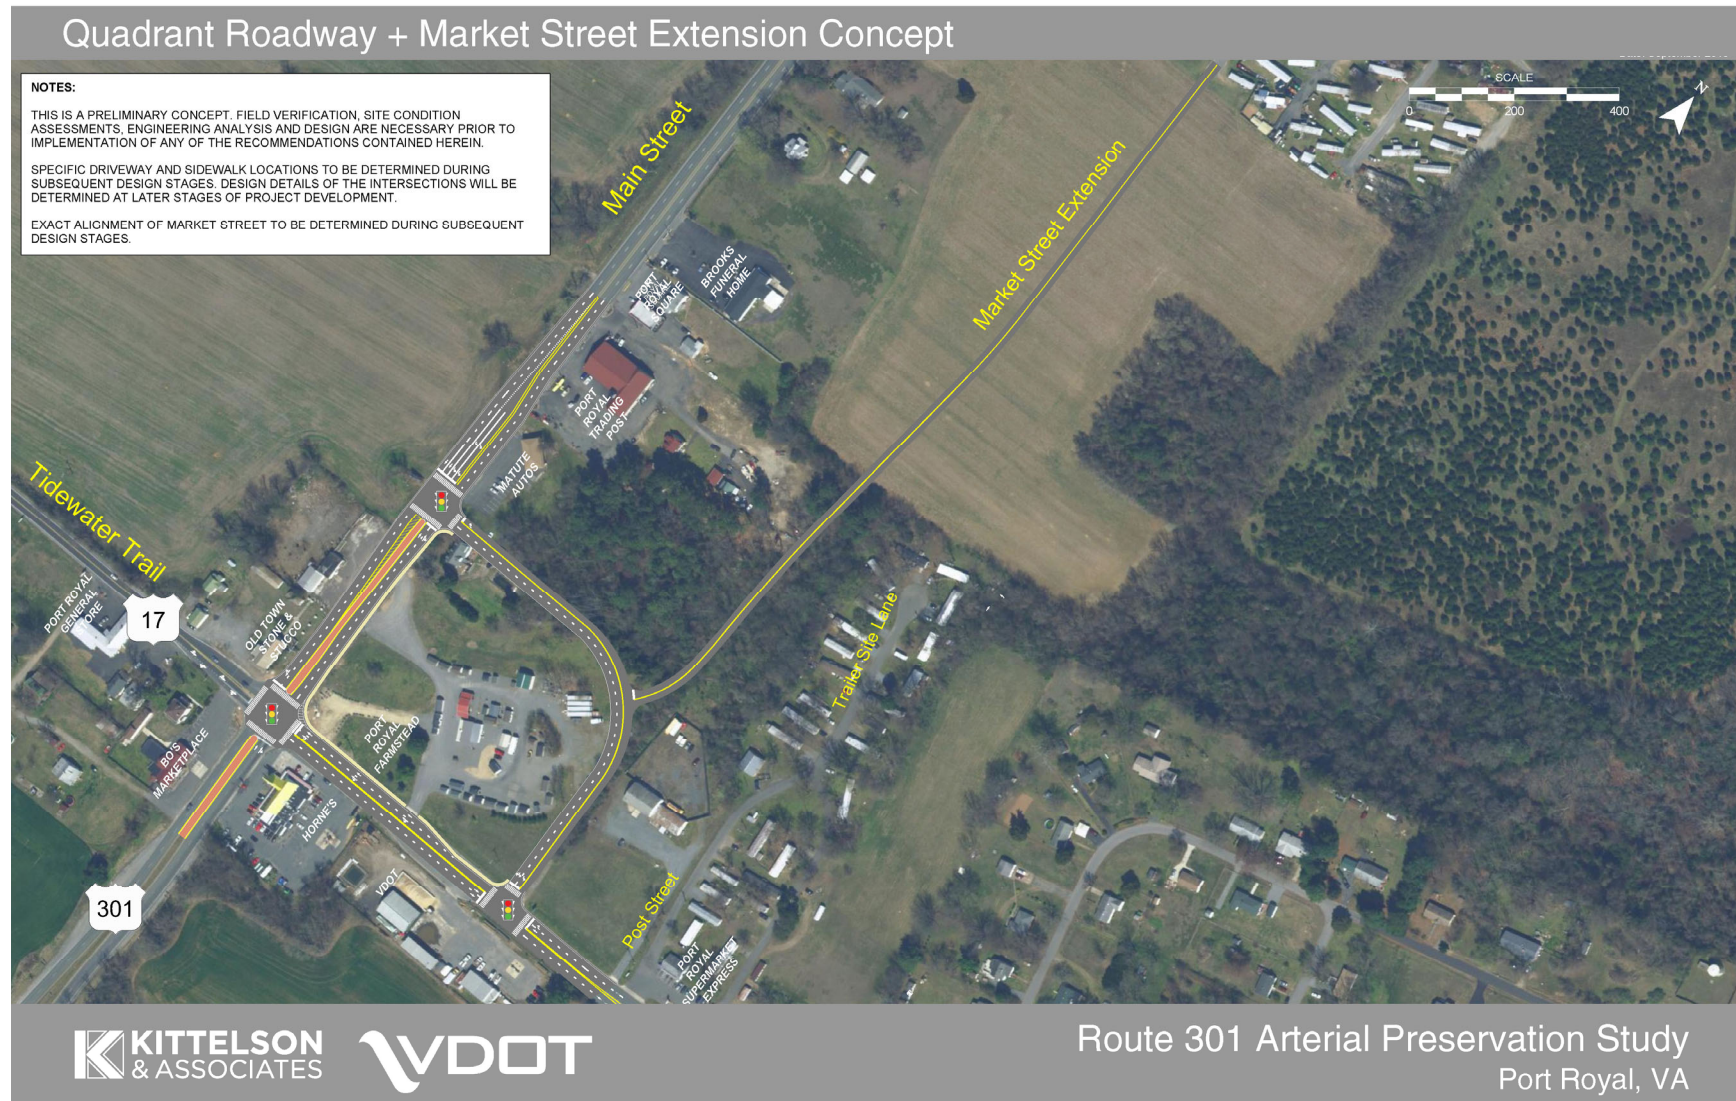 Quadrant Roadway + Market Street Extension Concept
NOTES:
THIS IS A PRELIMINARY CONCEPT. FIELD VERIFICATION, SITE CONDITION
ASSESSMENTS, ENGINEERING ANALYSIS AND DESIGN ARE NECESSARY PRIOR TO
IMPLEMENTATION OF ANY OF THE RECOMMENDATIONS CONTAINED HEREIN.
SPECIFIC DRIVEWAY AND SIDEWALK LOCATIONS TO BE DETERMINED DURING
SUBSEQUENT DESIGN STAGES. DESIGN DETAILS OF THE INTERSECTIONS WILL BE
DETERMINED AT LATER STAGES OF PROJECT DEVELOPMENT.
EXACT ALIGNMENT OF MARKET STREET TO BE DETERMINED DURING SUBSEQUENT
DESIGN STAGES.
SCALE
0 200 400
N
Main Street
Market Street Extension
BROOKS
FUNERAL
HOME
PORT
ROYAL
SQUARE
PORT
ROYAL
TRADING
POST
MATUTE
AUTOS
Tidewater Trail
PORT ROYAL
GENERAL
STORE
17
OLD TOWN
STONE &
STUCCO
Trailer Site Lane
PORT
ROYAL
FARMSTEAD
BO'S
MARKETPLACE
HORNE'S
VDOT
301
Post Street
PORT
ROYAL
SUPERMARKET
EXPRESS
KITTELSON
& ASSOCIATES
VDOT
Route 301 Arterial Preservation Study
Port Royal, VA